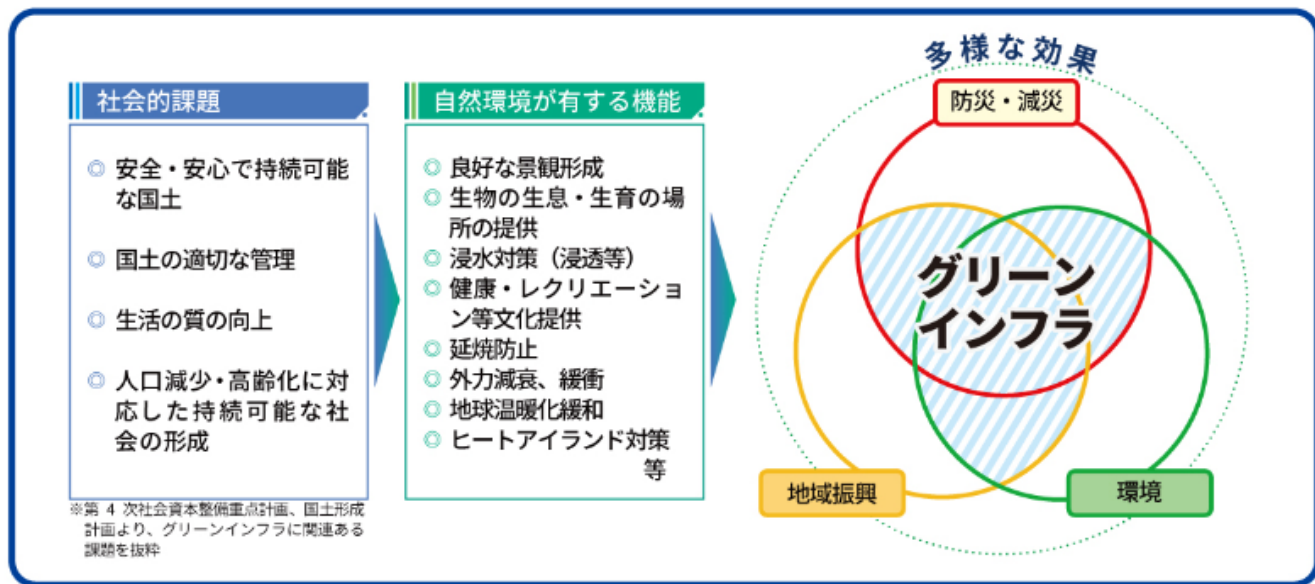 社会的課題
◎ 安全・安心で持続可能
な国土
◎ 国土の適切な管理
◎ 生活の質の向上
◎ 人口減少・高齢化に対
応した持続可能な社
会の形成
※第 4 次社会資本整備重点計画、国土形成
計画より、グリーンインフラに関連ある
課題を抜粋
自然環境が有する機能
◎ 良好な景観形成
◎ 生物の生息・生育の場
所の提供
◎ 浸水対策（浸透等）
◎ 健康・レクリエーショ
ン等文化提供
◎ 延焼防止
◎ 外力減衰、緩衝
◎ 地球温暖化緩和
◎ ヒートアイランド対策
等
多様な効果
防災・減災
グリーン
インフラ
地域振興
環境